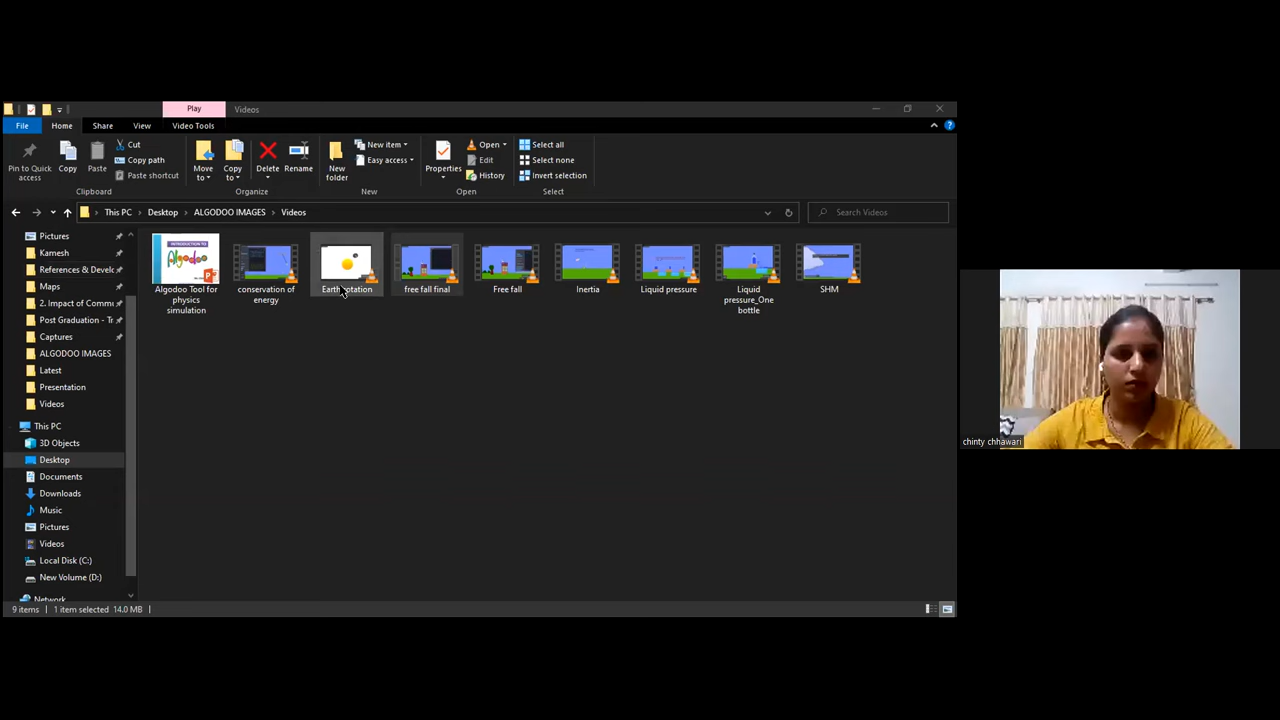 Play
Videos
File
Home
Share
View
Video Tools
Pin to Quick
access
Copy
Paste
Cut
Copy path
Paste shortcut
Move
to
Copy
to
Delete
Rename
New
folder
New item
Easy access
Properties
Open
Edit
History
Select all
Select none
Invert selection
Clipboard
Organize
New
Open
Select
This PC > Desktop > ALGODOO IMAGES > Videos
Search Videos
Pictures
Kamesh
References & Devel
Maps
2. Impact of Commu
Post Graduation - Tr
Captures
ALGODOO IMAGES
Latest
Presentation
Videos
This PC
3D Objects
Desktop
Documents
Downloads
Music
Pictures
Videos
Local Disk (C:)
New Volume (D:)
Network
INTRODUCTION TO
Algodoo
Algodoo Tool for
physics
simulation
conservation of
energy
Earth rotation
free fall final
Free fall
Inertia
Liquid pressure
Liquid
pressure_One
bottle
SHM
9 items
1 item selected 14.0 MB
chinty chhawari